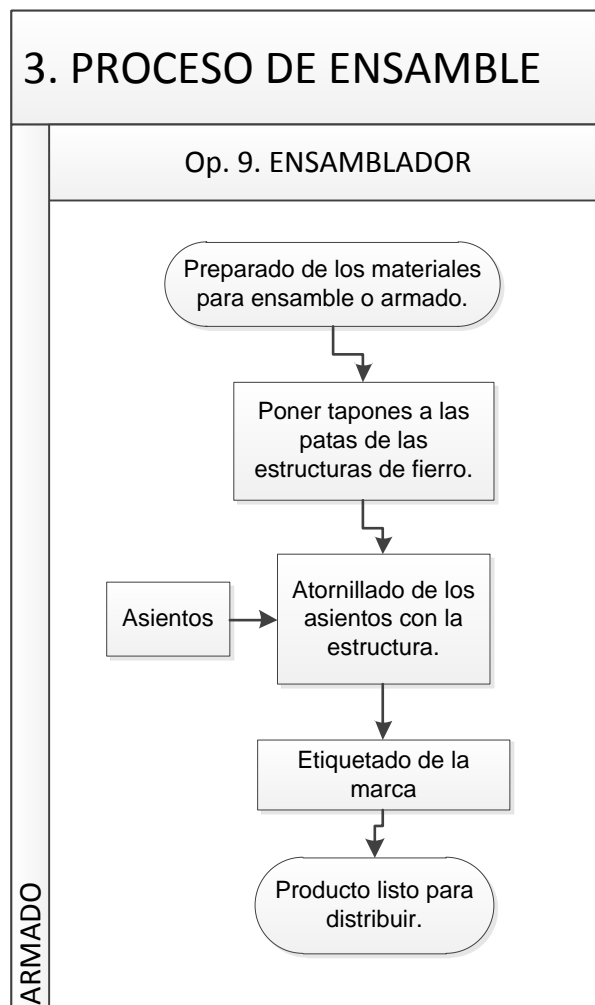 3. PROCESO DE ENSAMBLE
Op. 9. ENSAMBLADOR
Preparado de los materiales
para ensamble o armado.
Poner tapones a las
patas de las
estructuras de fierro.
Asientos
Atornillado de los
asientos con la
estructura.
Etiquetado de la
marca
Producto listo para
distribuir.
ARMADO